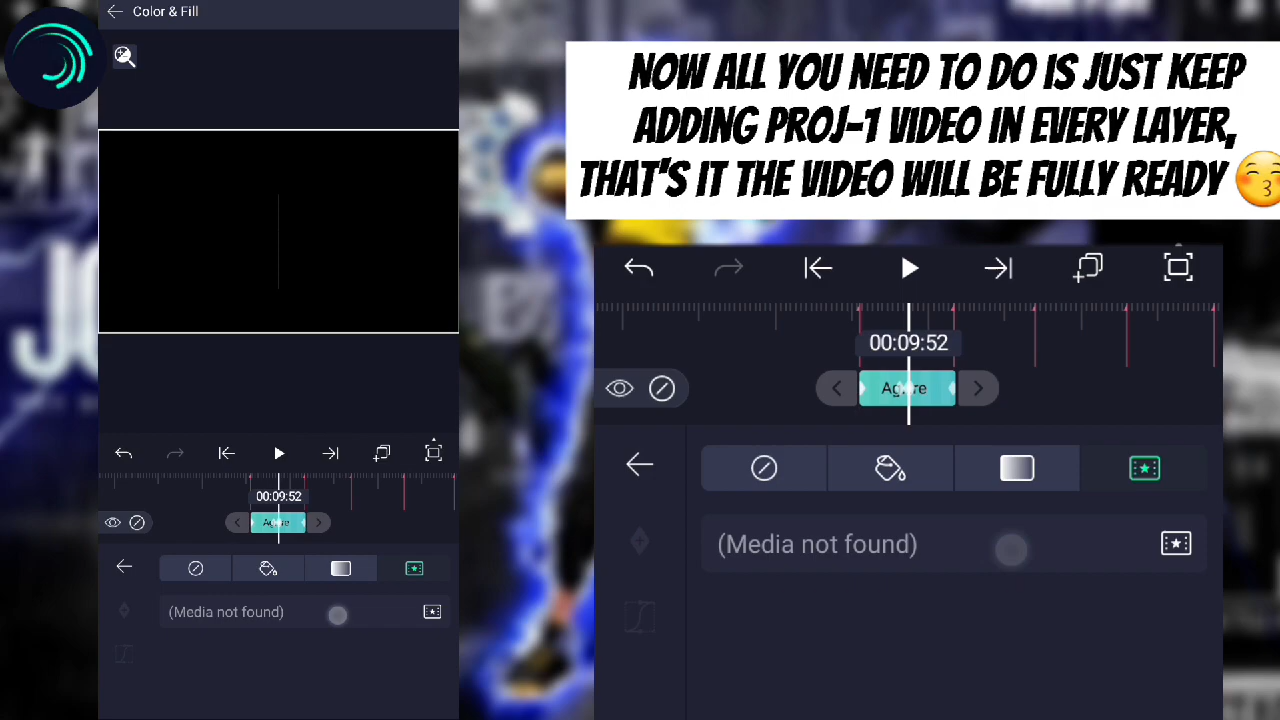 Color & Fill
NOW ALL YOU NEED TO DO IS JUST KEEP
ADDING PROJ-1 VIDEO IN EVERY LAYER,
THAT'S IT THE VIDEO WILL BE FULLY READY 😚
00:09:52
(Media not found)
00:09:52
(Media not found)